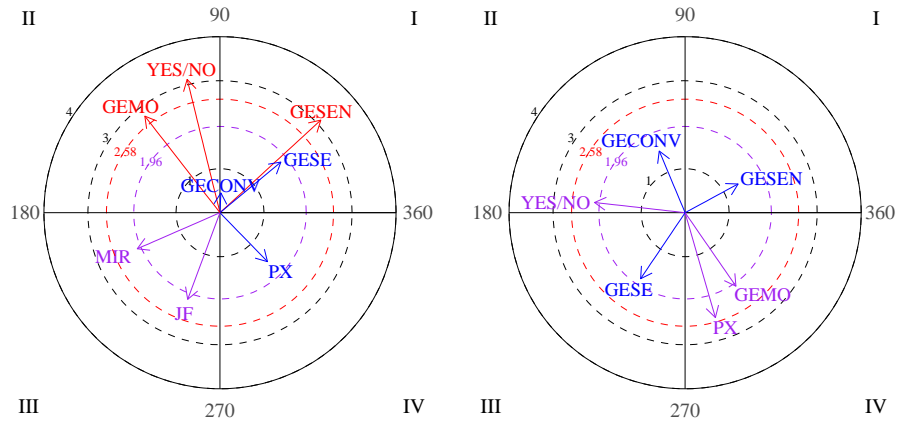 II
90
I
YES/NO
GEMO
GESEN
4
3
2,58
1,96
GESE
1
GECONV
180
360
MIR
PX
JF
III
270
IV
II
90
I
4
3
2,58
1,96
GECONV
1
GESEN
YES/NO
180
360
GESE
GEMO
PX
III
270
IV